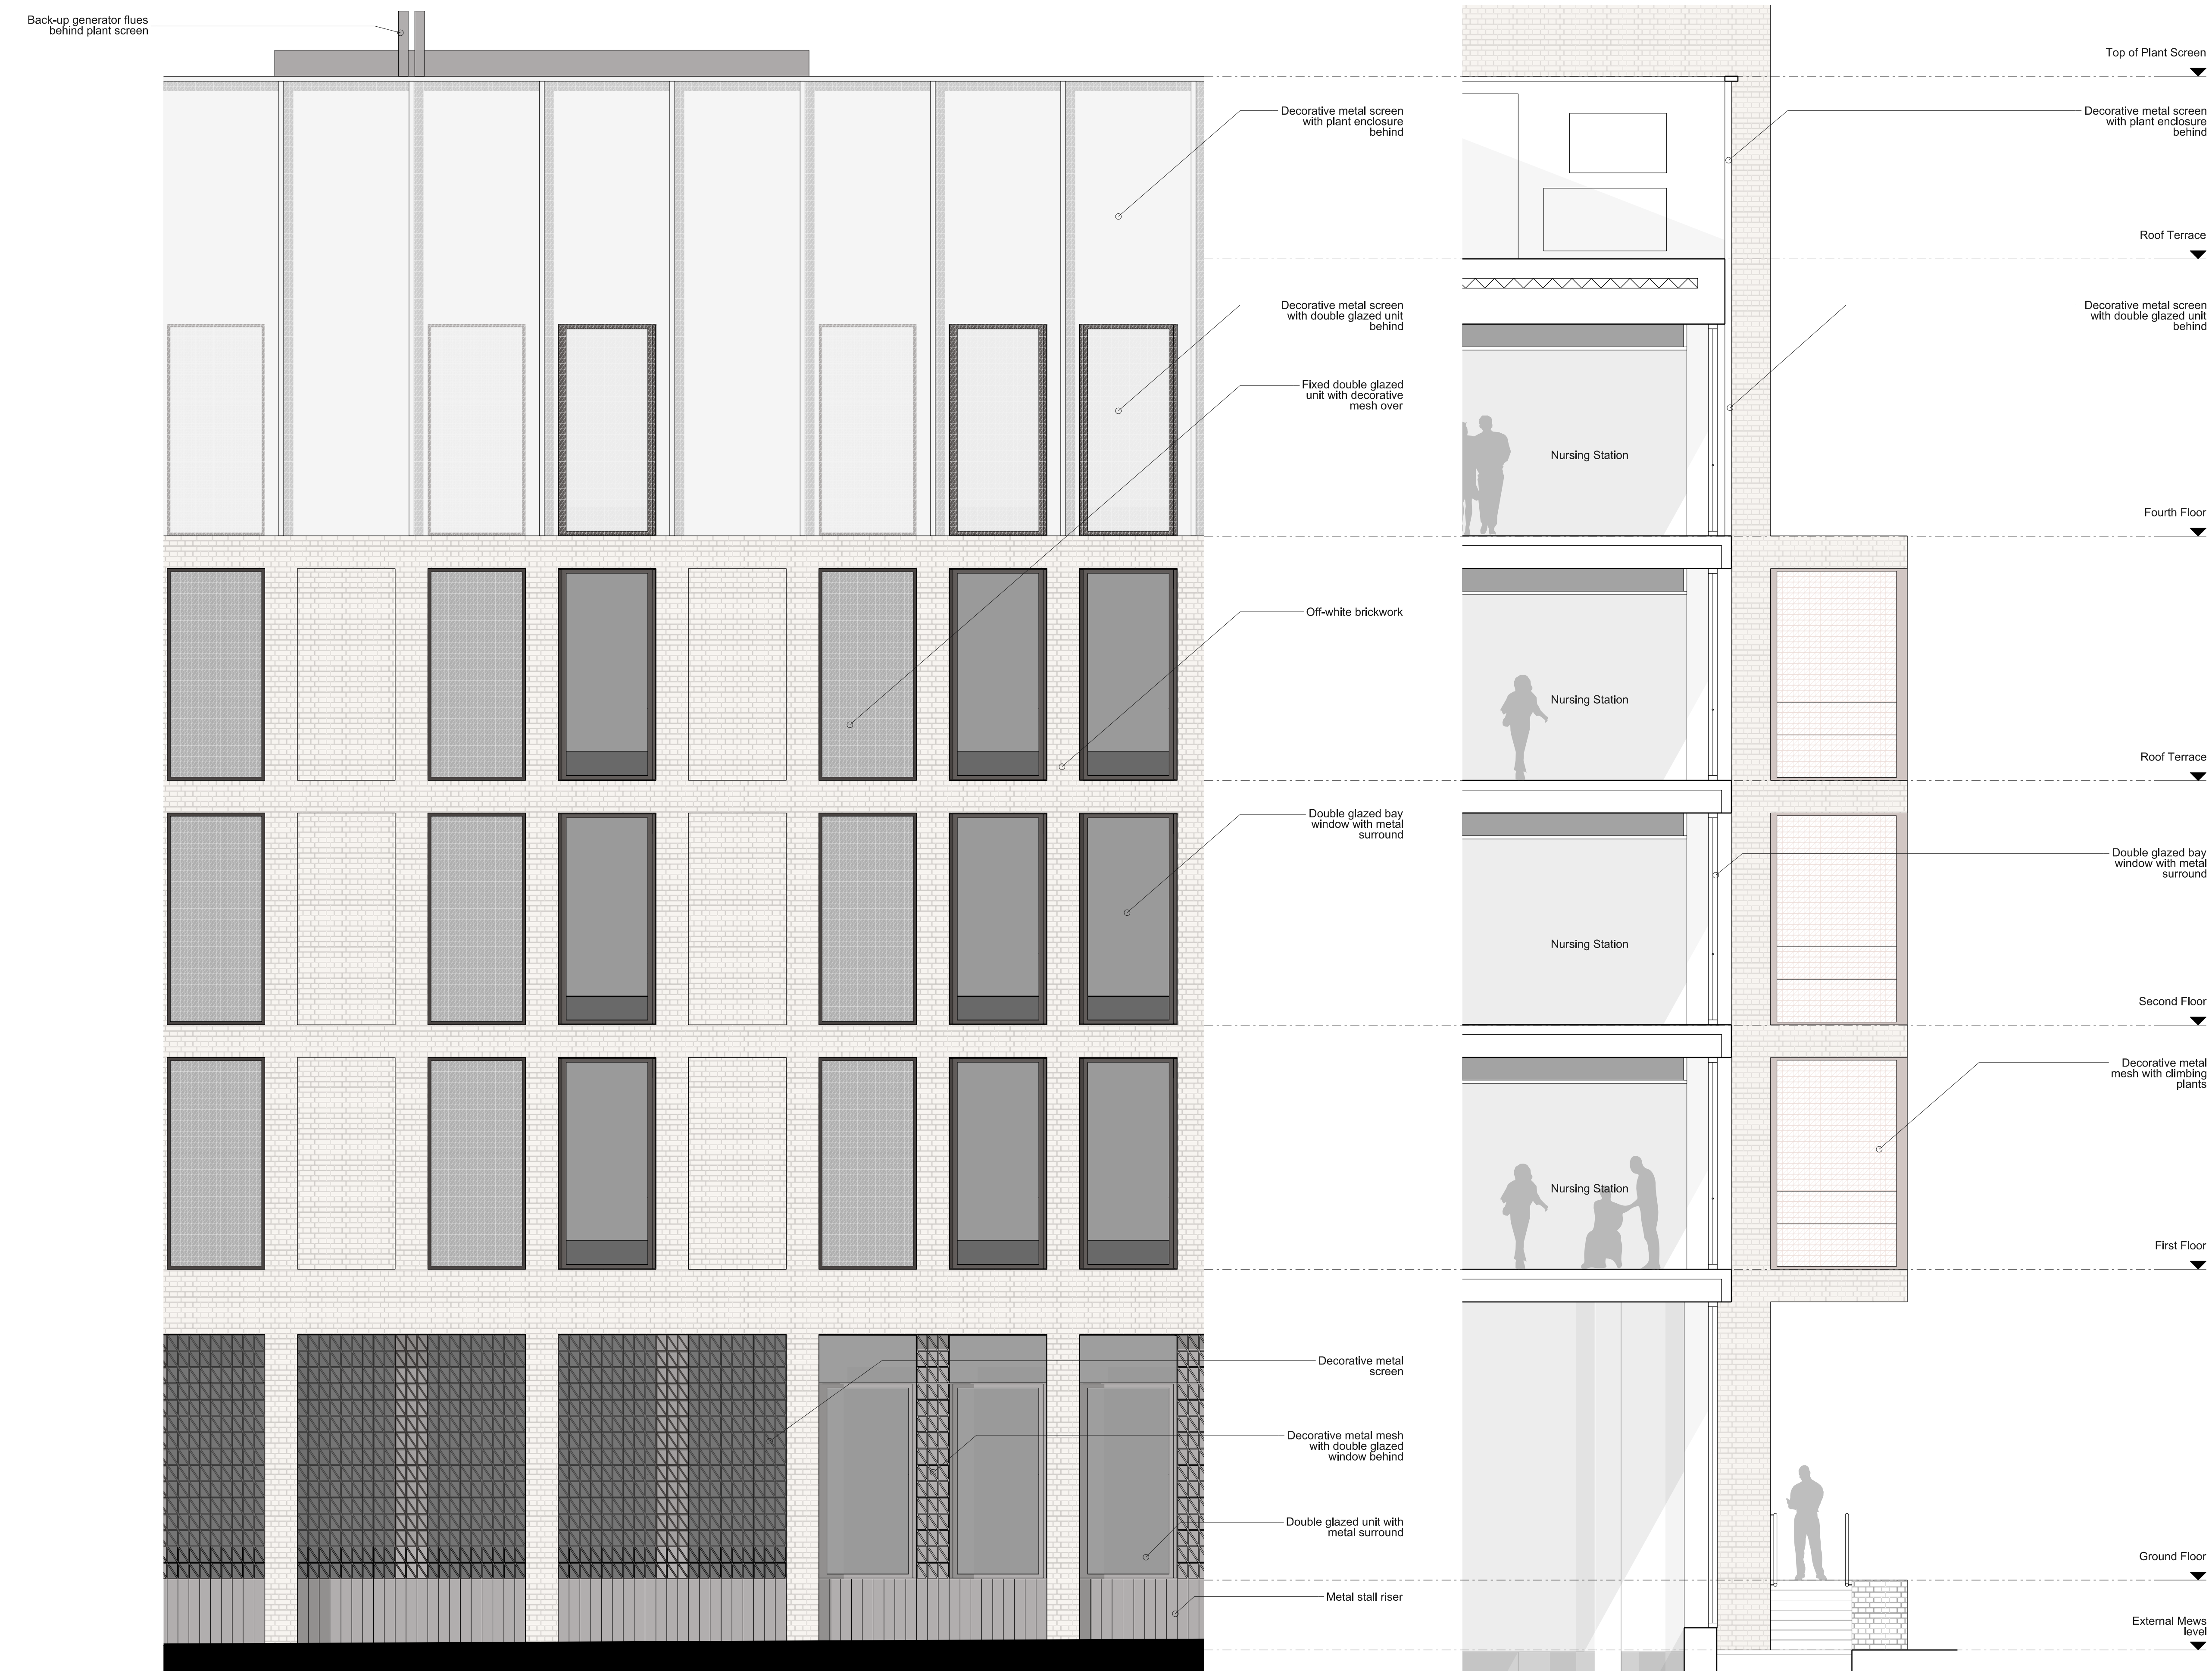 Back-up generator flues
behind plant screen
Decorative metal screen
with plant enclosure
behind
Decorative metal screen
with double glazed unit
behind
Fixed double glazed
unit with decorative
mesh over
Off-white brickwork
Double glazed bay
window with metal
surround
Decorative metal
screen
Decorative metal mesh
with double glazed
window behind
Double glazed unit with
metal surround
Metal stall riser
Nursing Station
Nursing Station
Nursing Station
Nursing Station
Top of Plant Screen
Decorative metal screen
with plant enclosure
behind
Roof Terrace
Decorative metal screen
with double glazed unit
behind
Fourth Floor
Roof Terrace
Double glazed bay
window with metal
surround
Second Floor
Decorative metal
mesh with climbing
plants
First Floor
Ground Floor
External Mews
level